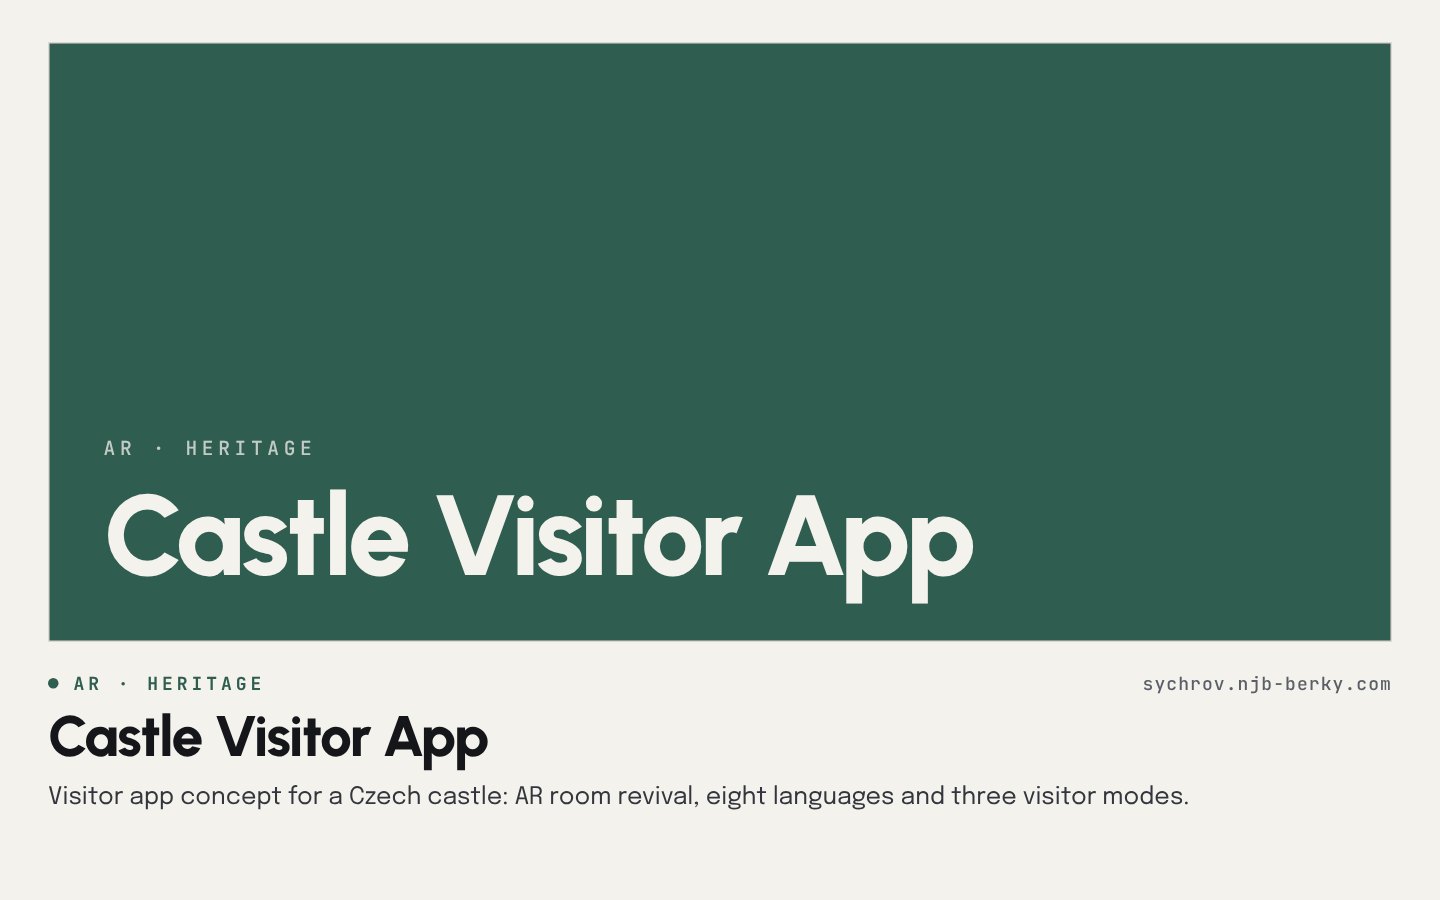 AR · HERITAGE
Castle Visitor App
AR · HERITAGE
sychrov.njb-berky.com
Castle Visitor App
Visitor app concept for a Czech castle: AR room revival, eight languages and three visitor modes.